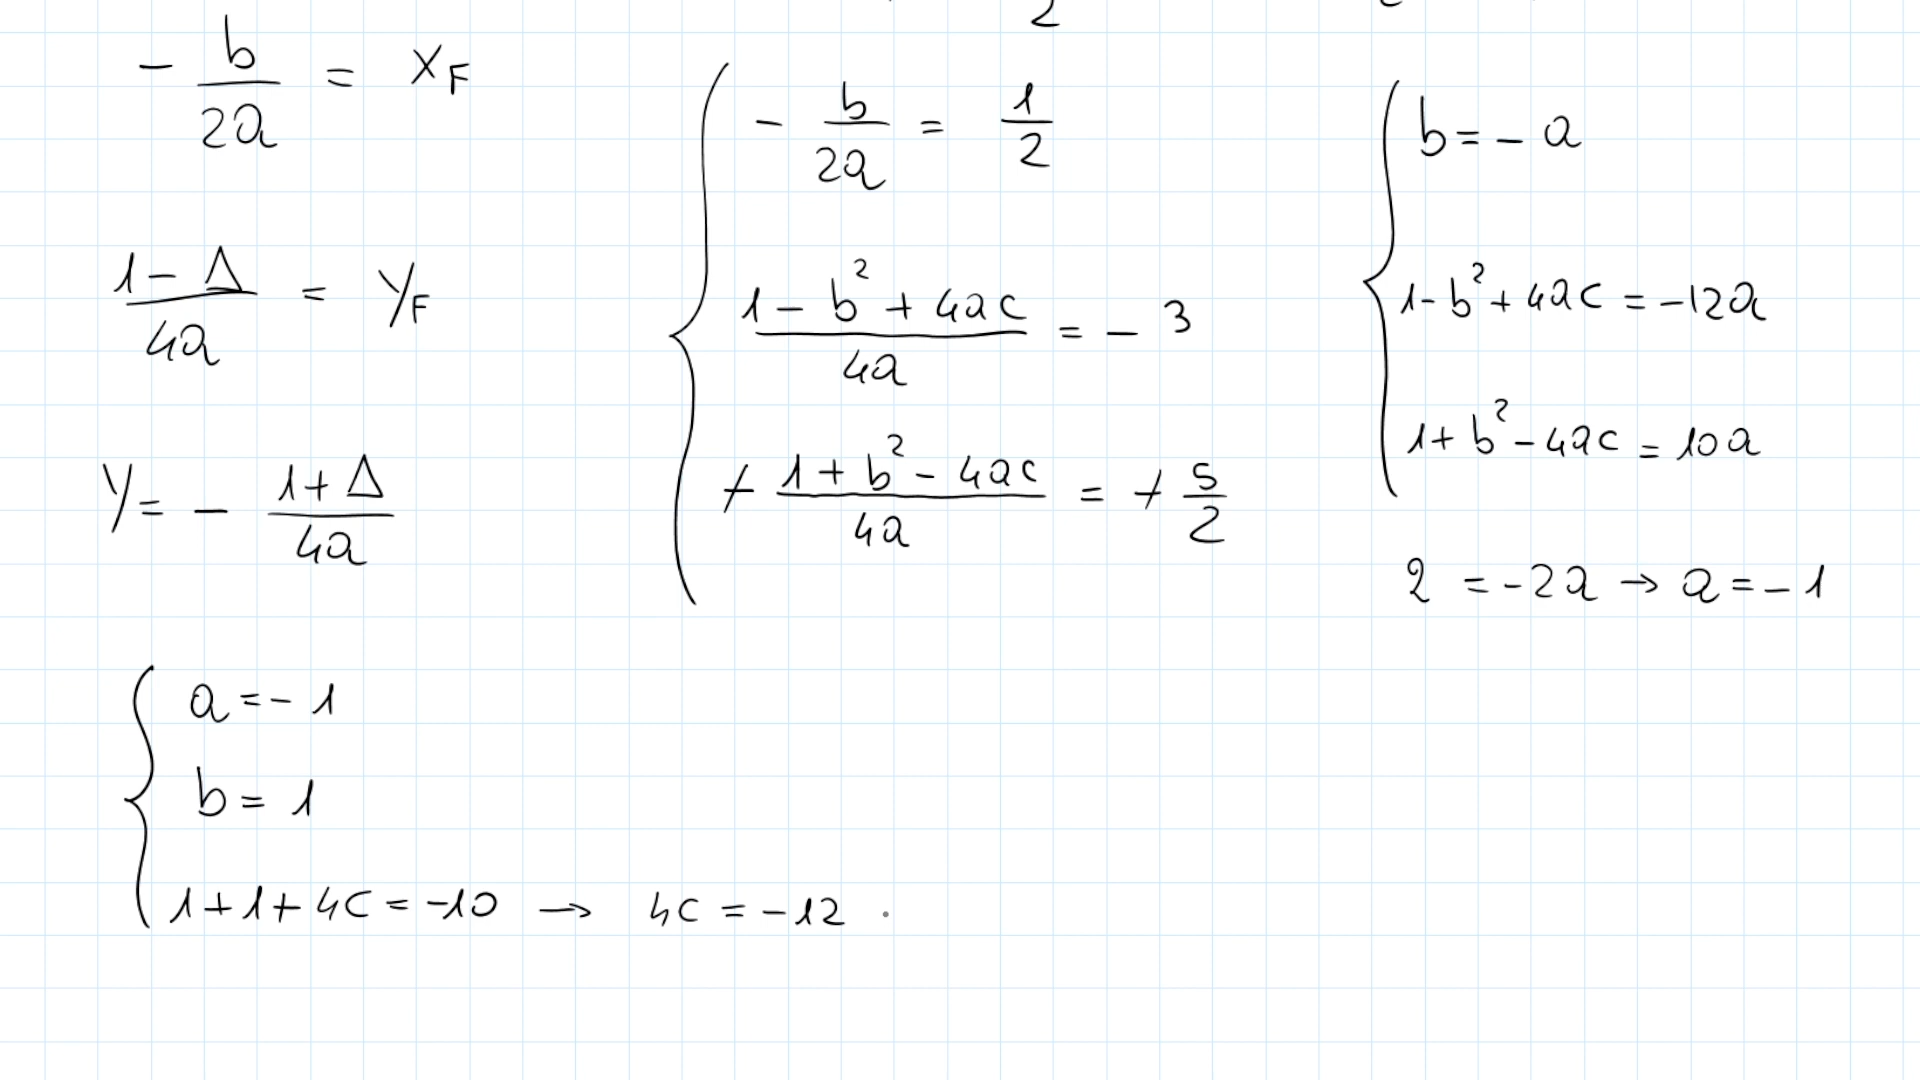 - b/2a = xF
1 - Δ/4a = yF
y = - 1 + Δ/4a
- b/2a = 1/2
1 - b² + 4ac/4a = - 3
- 1 + b² - 4ac/4a = - 5/2
b = - a
1 - b² + 4ac = -12a
1 + b² - 4ac = 10a
2 = -2a → a = - 1
a = - 1
b = 1
1 + 1 + 4c = -10 → 4c = -12